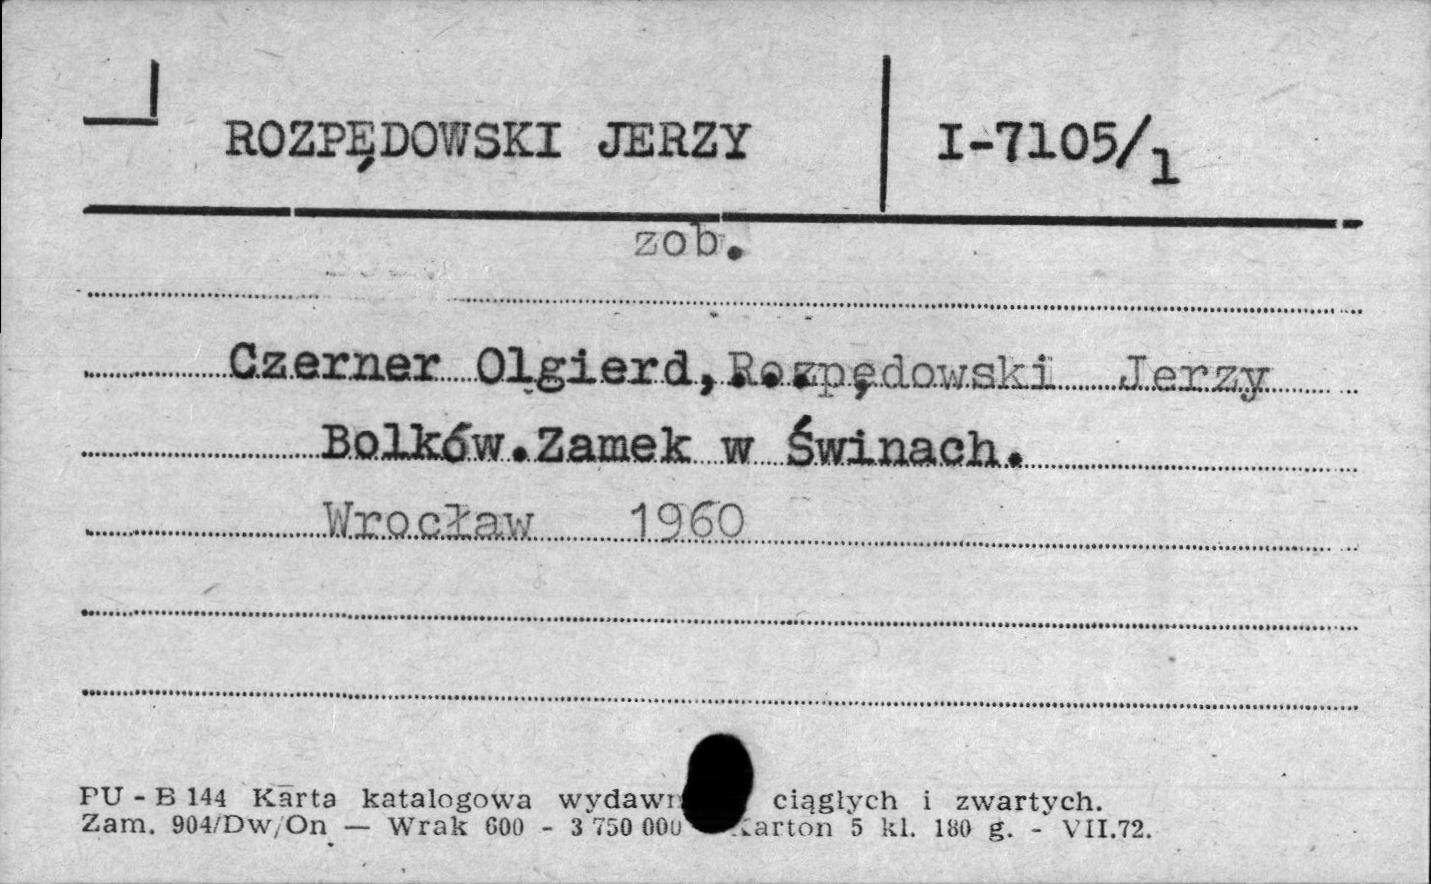 ROZPĘDOWSKI JERZY I-7105/1
zob.
Czerner Olgierd, Rozpędowski Jerzy
Bolków.Zamek w Świnach.
Wrocław 1960
PU - B 144 Karta katalogowa ciągłych i zwartych.
Zam. 904/Dw/On — Wrak 600 - 3 750 000 Karton 5 kl. 180 g. - VII.72.